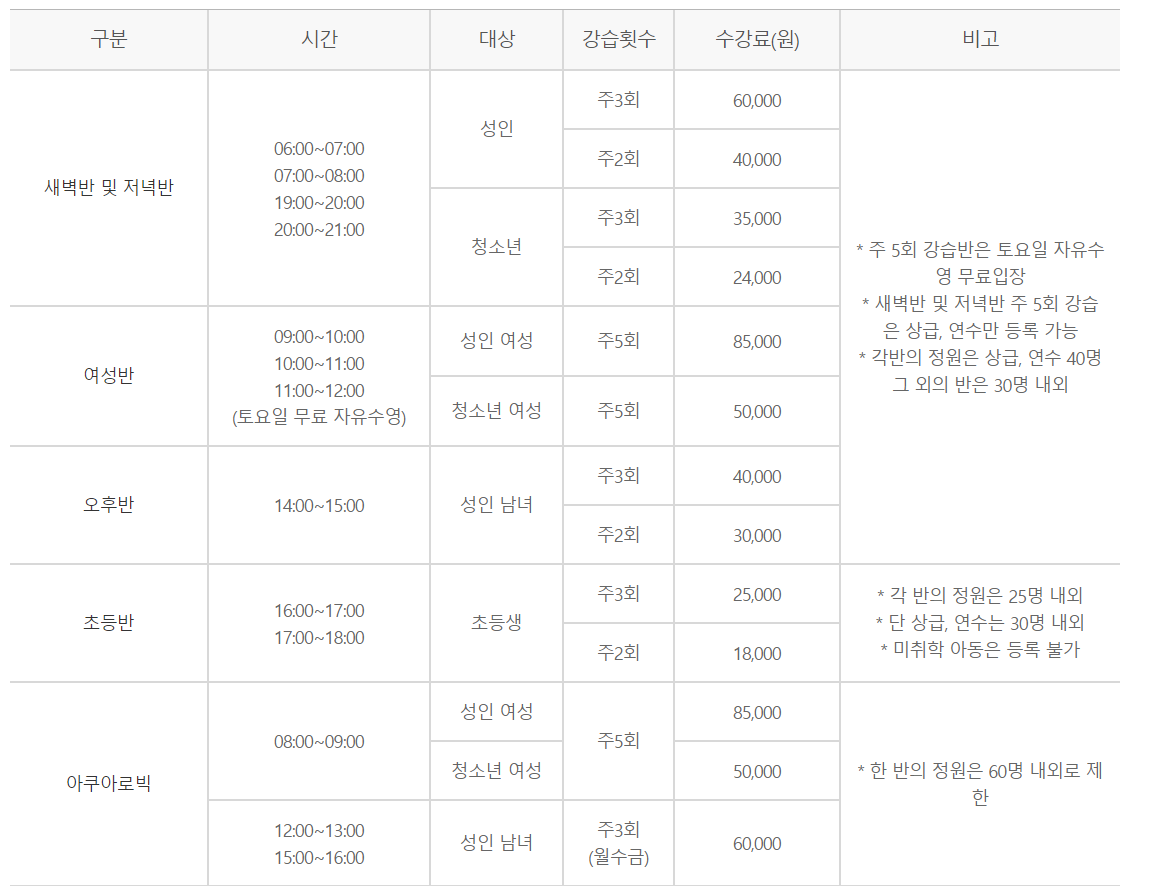 구분 시간 대상 강습횟수 수강료(원) 비고
새벽반 및 저녁반
06:00~07:00
07:00~08:00
19:00~20:00
20:00~21:00
성인
주3회 60,000
주2회 40,000
청소년
주3회 35,000
주2회 24,000
여성반
09:00~10:00
10:00~11:00
11:00~12:00
(토요일 무료 자유수영)
성인 여성 주5회 85,000
청소년 여성 주5회 50,000
오후반
14:00~15:00
성인 남녀
주3회 40,000
주2회 30,000
* 주 5회 강습반은 토요일 자유수
영 무료입장
* 새벽반 및 저녁반 주 5회 강습
은 상급, 연수만 등록 가능
* 각반의 정원은 상급, 연수 40명
그 외의 반은 30명 내외
초등반
16:00~17:00
17:00~18:00
초등생
주3회 25,000
주2회 18,000
* 각 반의 정원은 25명 내외
* 단 상급, 연수는 30명 내외
* 미취학 아동은 등록 불가
아쿠아로빅
08:00~09:00
성인 여성
주5회
85,000
청소년 여성
50,000
12:00~13:00
15:00~16:00
성인 남녀
주3회
(월수금)
60,000
* 한 반의 정원은 60명 내외로 제
한